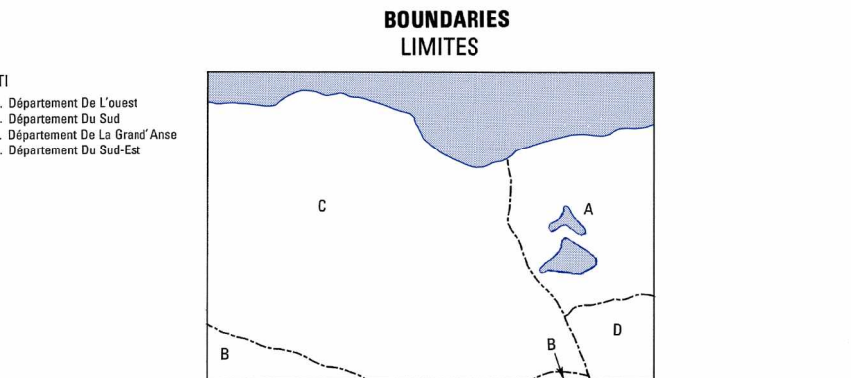 BOUNDARIES
LIMITES
TI
. Département De L'ouest
. Département Du Sud
. Département De La Grand'Anse
. Département Du Sud-Est
C
A
D
B
B